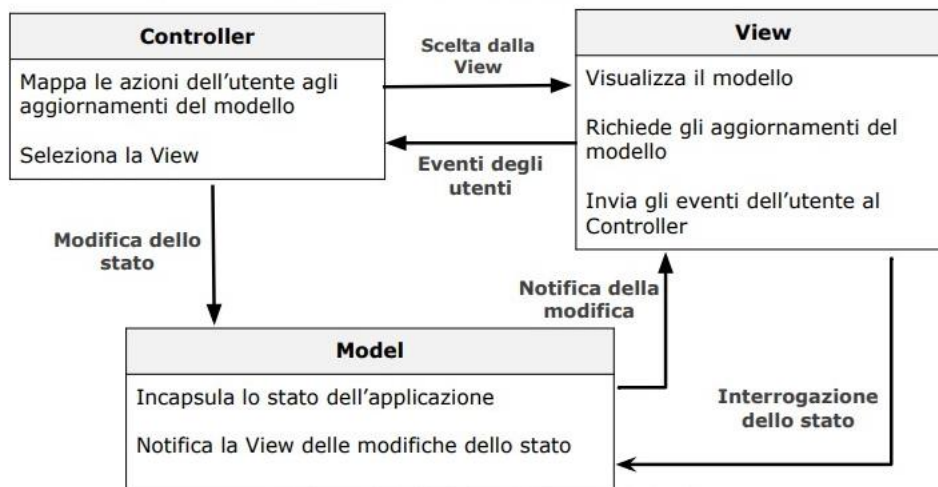 Controller
Mappa le azioni dell'utente agli
aggiornamenti del modello
Seleziona la View
Scelta dalla
View
Eventi degli
utenti
View
Visualizza il modello
Richiede gli aggiornamenti del
modello
Invia gli eventi dell'utente al
Controller
Modifica dello
stato
Notifica della
modifica
Model
Incapsula lo stato dell'applicazione
Notifica la View delle modifiche dello stato
Interrogazione
dello stato